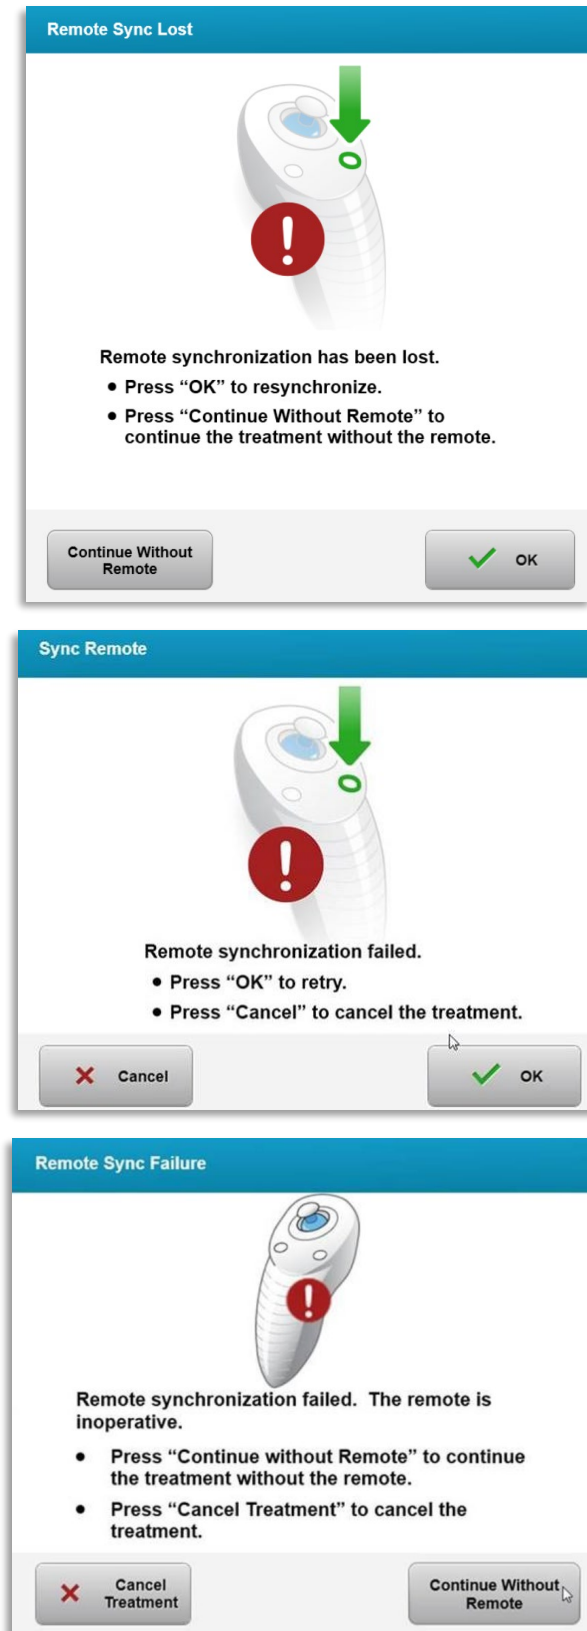 Remote Sync Lost
Remote synchronization has been lost.
• Press “OK” to resynchronize.
• Press “Continue Without Remote” to
continue the treatment without the remote.
Continue Without
Remote
OK
Sync Remote
Remote synchronization failed.
• Press “OK” to retry.
• Press “Cancel” to cancel the treatment.
Cancel
OK
Remote Sync Failure
Remote synchronization failed.  The remote is
inoperative.
• Press “Continue without Remote” to continue
the treatment without the remote.
• Press “Cancel Treatment” to cancel the
treatment.
Cancel
Treatment
Continue Without
Remote